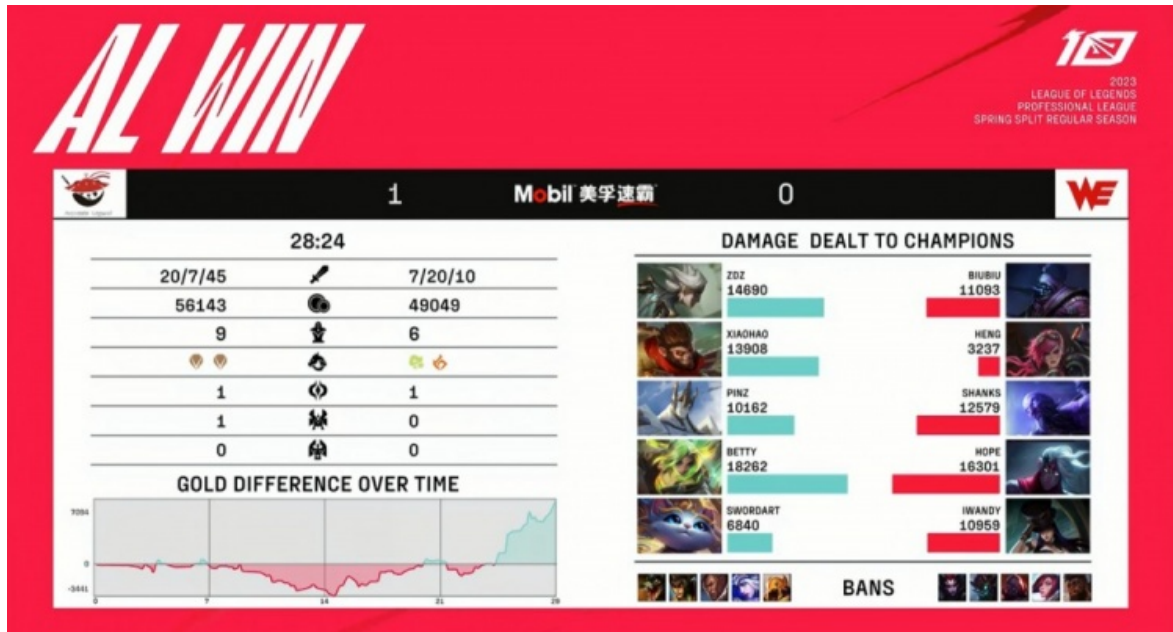 AL WIN
10
2023
LEAGUE OF LEGENDS
PROFESSIONAL LEAGUE
SPRING SPLIT REGULAR SEASON
1 Mobil 美孚速霸 0
WE
28:24
20/7/45 7/20/10
56143 49049
9 6
1 1
1 0
0 0
GOLD DIFFERENCE OVER TIME
7094
0
-3441
0 7 14 21 28
DAMAGE DEALT TO CHAMPIONS
ZDZ BIUBIU
14690 11093
XIAOHAO HENG
13908 3237
PINZ SHANKS
10162 12579
BETTY HOPE
18262 16301
SWORDART IWANDY
6840 10959
BANS